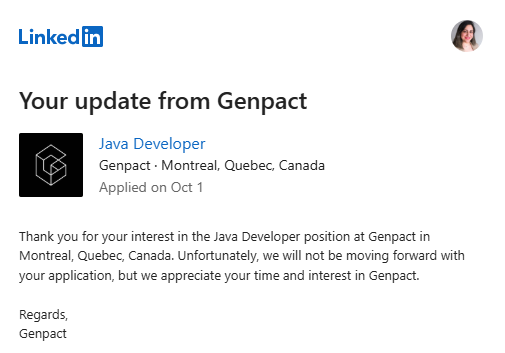 LinkedIn
Your update from Genpact
Java Developer
Genpact · Montreal, Quebec, Canada
Applied on Oct 1
Thank you for your interest in the Java Developer position at Genpact in
Montreal, Quebec, Canada. Unfortunately, we will not be moving forward with
your application, but we appreciate your time and interest in Genpact.
Regards,
Genpact